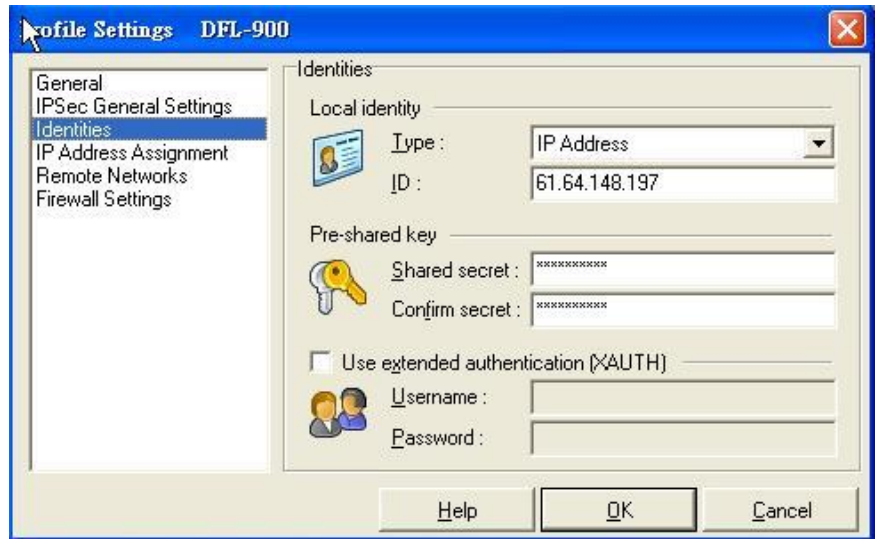 rofile Settings DFL-900
General
IPSec General Settings
Identities
IP Address Assignment
Remote Networks
Firewall Settings
Identities
Local identity
Type :
IP Address
ID :
61.64.148.197
Pre-shared key
Shared secret :
**********
Confirm secret :
**********
Use extended authentication (XAUTH)
Username :
Password :
Help
OK
Cancel